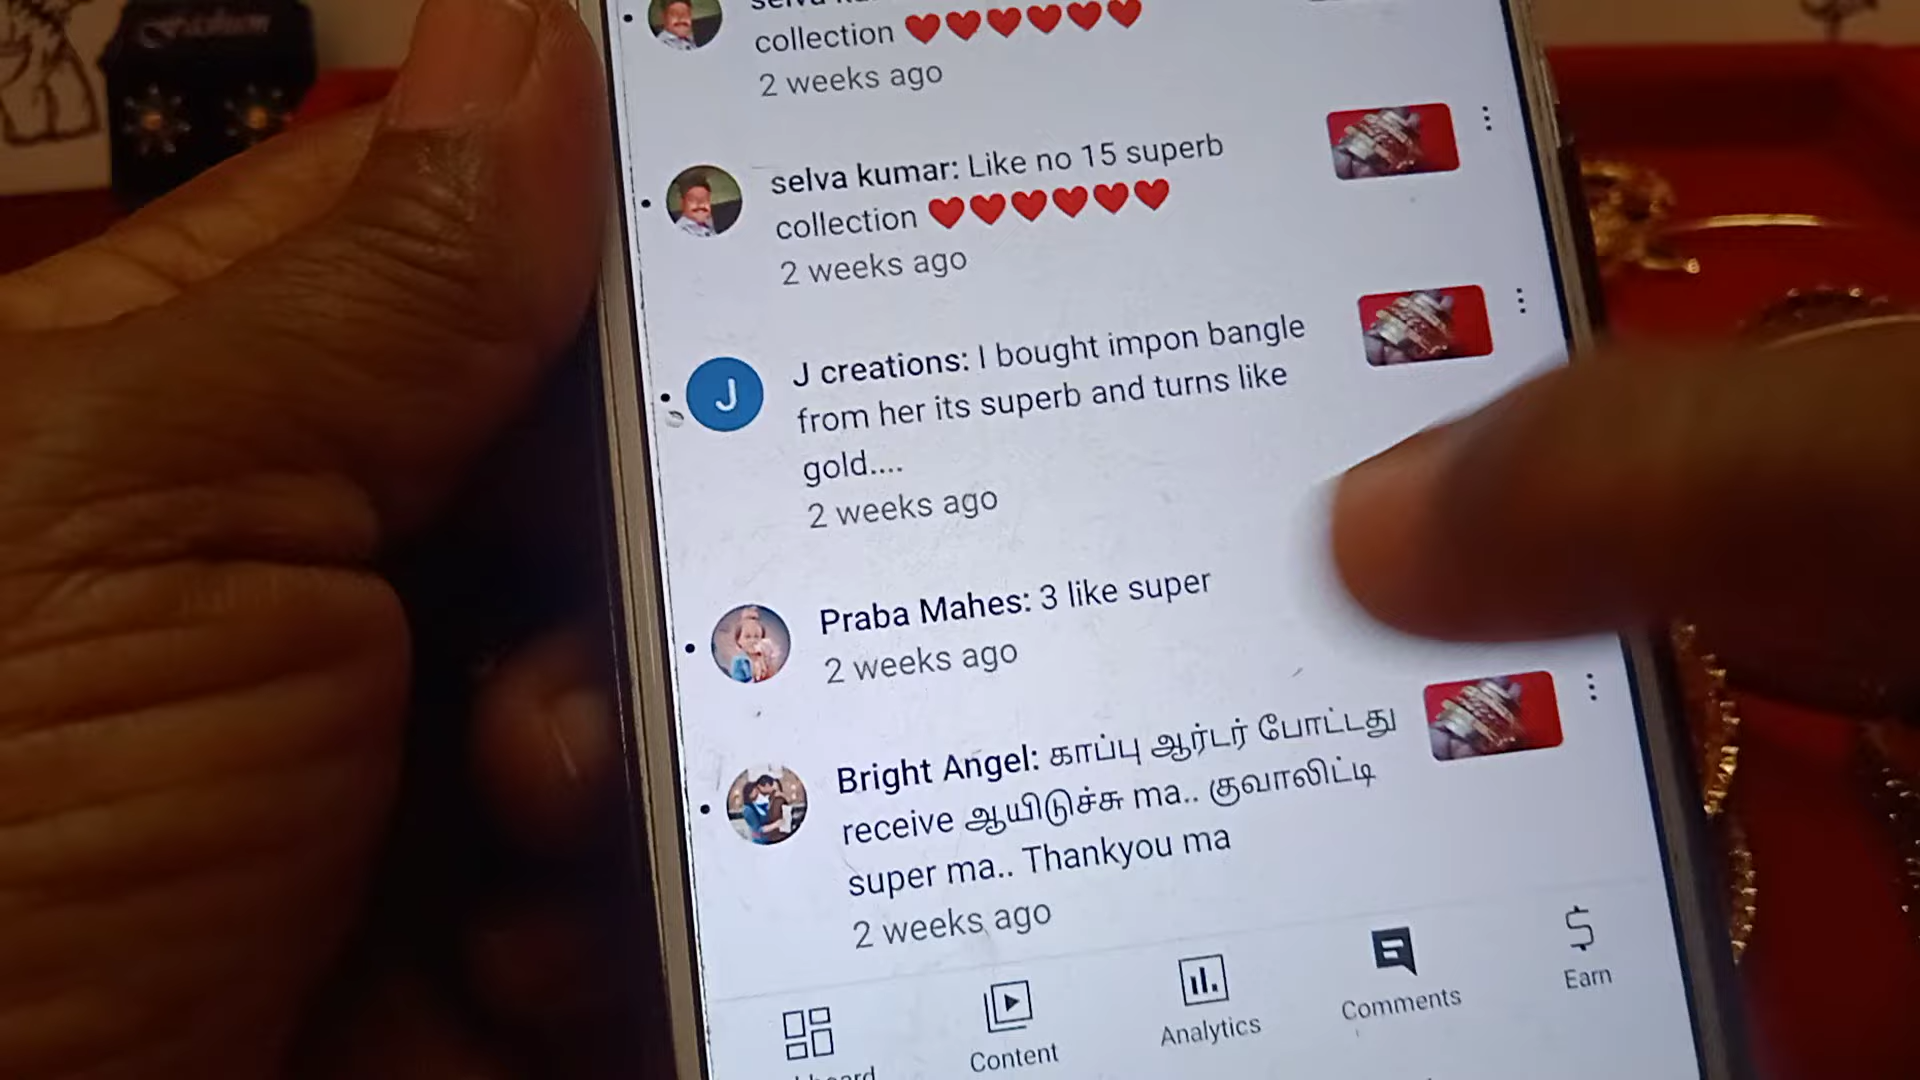 collection ❤️❤️❤️❤️❤️❤️
2 weeks ago
selva kumar: Like no 15 superb
collection ❤️❤️❤️❤️❤️❤️
2 weeks ago
J
J creations: I bought impon bangle
from her its superb and turns like
gold....
2 weeks ago
Praba Mahes: 3 like super
2 weeks ago
Bright Angel: காப்பு ஆர்டர் போட்டது
receive ஆயிடுச்சு ma.. குவாலிட்டி
super ma.. Thankyou ma
2 weeks ago
Content
Analytics
Comments
Earn